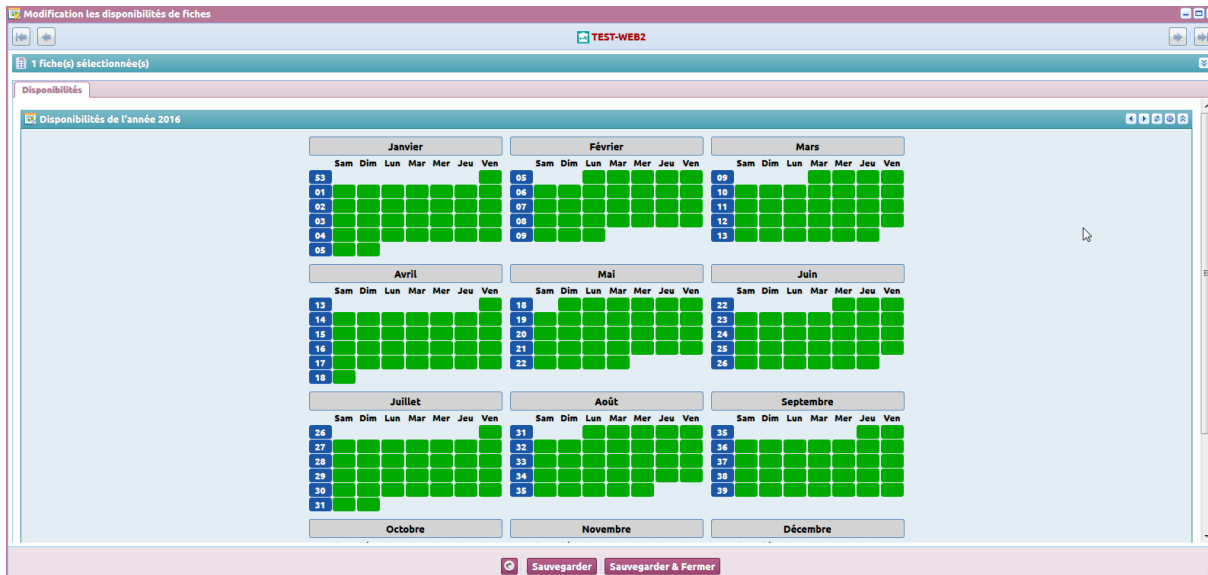 Modification les disponibilités de fiches
TEST-WEB2
1 fiche(s) sélectionnée(s)
Disponibilités
Disponibilités de l'année 2016
Janvier Février Mars
Sam Dim Lun Mar Mer Jeu Ven Sam Dim Lun Mar Mer Jeu Ven Sam Dim Lun Mar Mer Jeu Ven
53 05 09
01 06 10
02 07 11
03 08 12
04 09 13
05
Avril Mai Juin
Sam Dim Lun Mar Mer Jeu Ven Sam Dim Lun Mar Mer Jeu Ven Sam Dim Lun Mar Mer Jeu Ven
13 18 22
14 19 23
15 20 24
16 21 25
17 22 26
18
Juillet Août Septembre
Sam Dim Lun Mar Mer Jeu Ven Sam Dim Lun Mar Mer Jeu Ven Sam Dim Lun Mar Mer Jeu Ven
26 31 35
27 32 36
28 33 37
29 34 38
30 35 39
31
Octobre Novembre Décembre
Sauvegarder Sauvegarder & Fermer